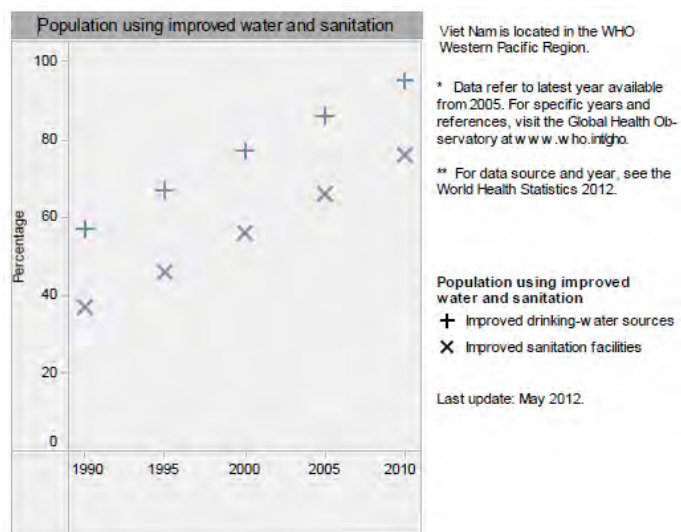 Population using improved water and sanitation
Percentage
100
80
60
40
20
0
1990 1995 2000 2005 2010
Viet Nam is located in the WHO
Western Pacific Region.
* Data refer to latest year available
from 2005. For specific years and
references, visit the Global Health Ob-
servatory at www.who.int/gho.
** For data source and year, see the
World Health Statistics 2012.
Population using improved
water and sanitation
+ Improved drinking-water sources
× Improved sanitation facilities
Last update: May 2012.